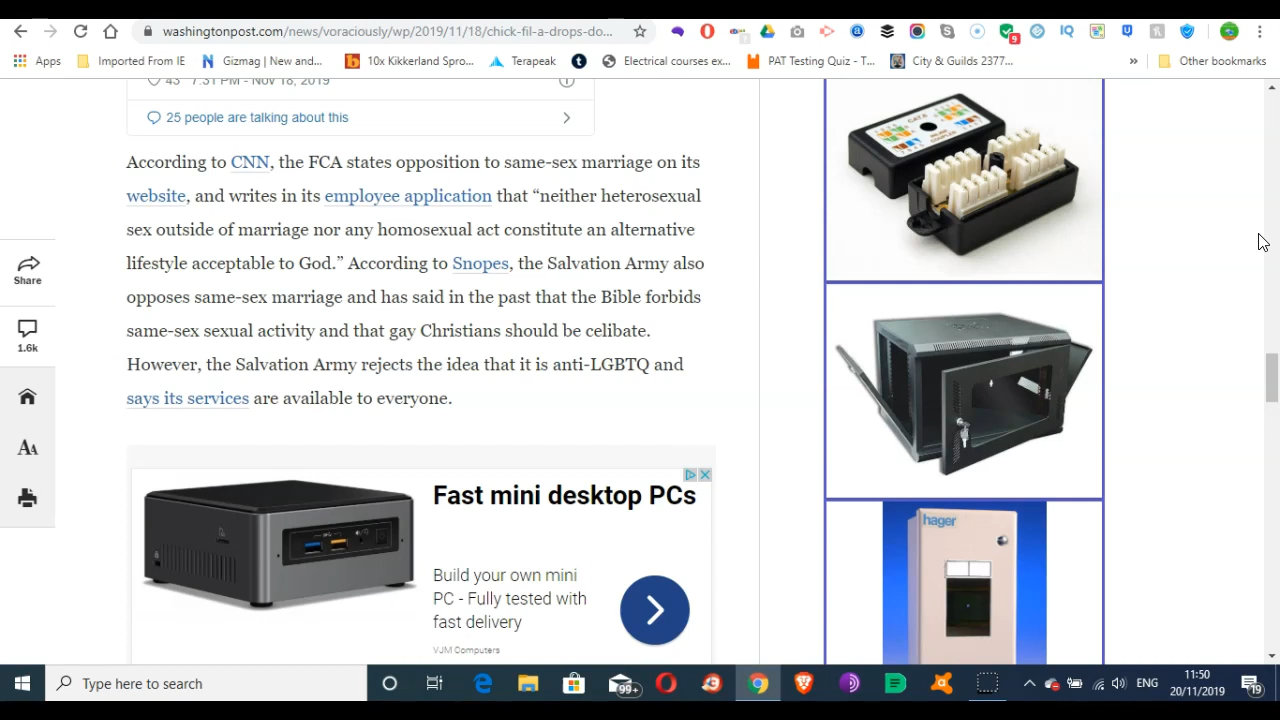 washingtonpost.com/news/voraciously/wp/2019/11/18/chick-fil-a-drops-do...
9
IQ
Apps
Imported From IE
N Gizmag | New and...
10x Kikkerland Spro...
Terapeak
t
Electrical courses ex...
PAT Testing Quiz - T...
City & Guilds 2377...
»
Other bookmarks
43 7:31 PM - Nov 18, 2019
25 people are talking about this
According to CNN, the FCA states opposition to same-sex marriage on its
website, and writes in its employee application that “neither heterosexual
sex outside of marriage nor any homosexual act constitute an alternative
lifestyle acceptable to God.” According to Snopes, the Salvation Army also
opposes same-sex marriage and has said in the past that the Bible forbids
same-sex sexual activity and that gay Christians should be celibate.
However, the Salvation Army rejects the idea that it is anti-LGBTQ and
says its services are available to everyone.
Share
1.6k
AA
Fast mini desktop PCs
Build your own mini
PC - Fully tested with
fast delivery
VJM Computers
hager
Type here to search
99+
ENG
11:50
20/11/2019
19